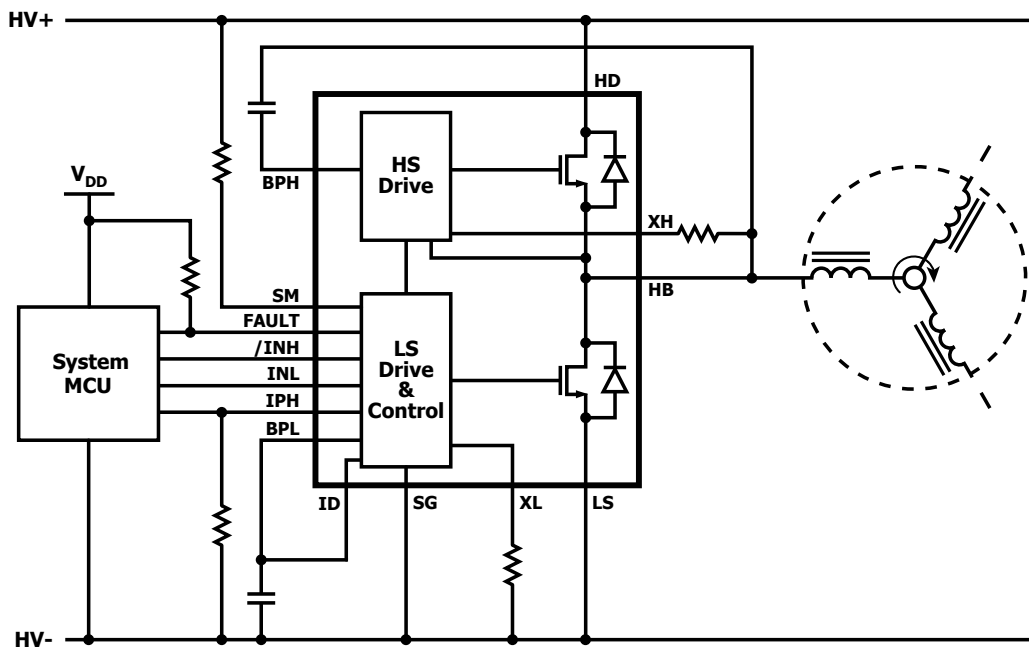 HV+
HD
HS
Drive
BPH
V_DD
XH
SM
HB
FAULT
/INH
INL
IPH
BPL
System
MCU
LS
Drive
&
Control
ID
SG
XL
LS
HV-